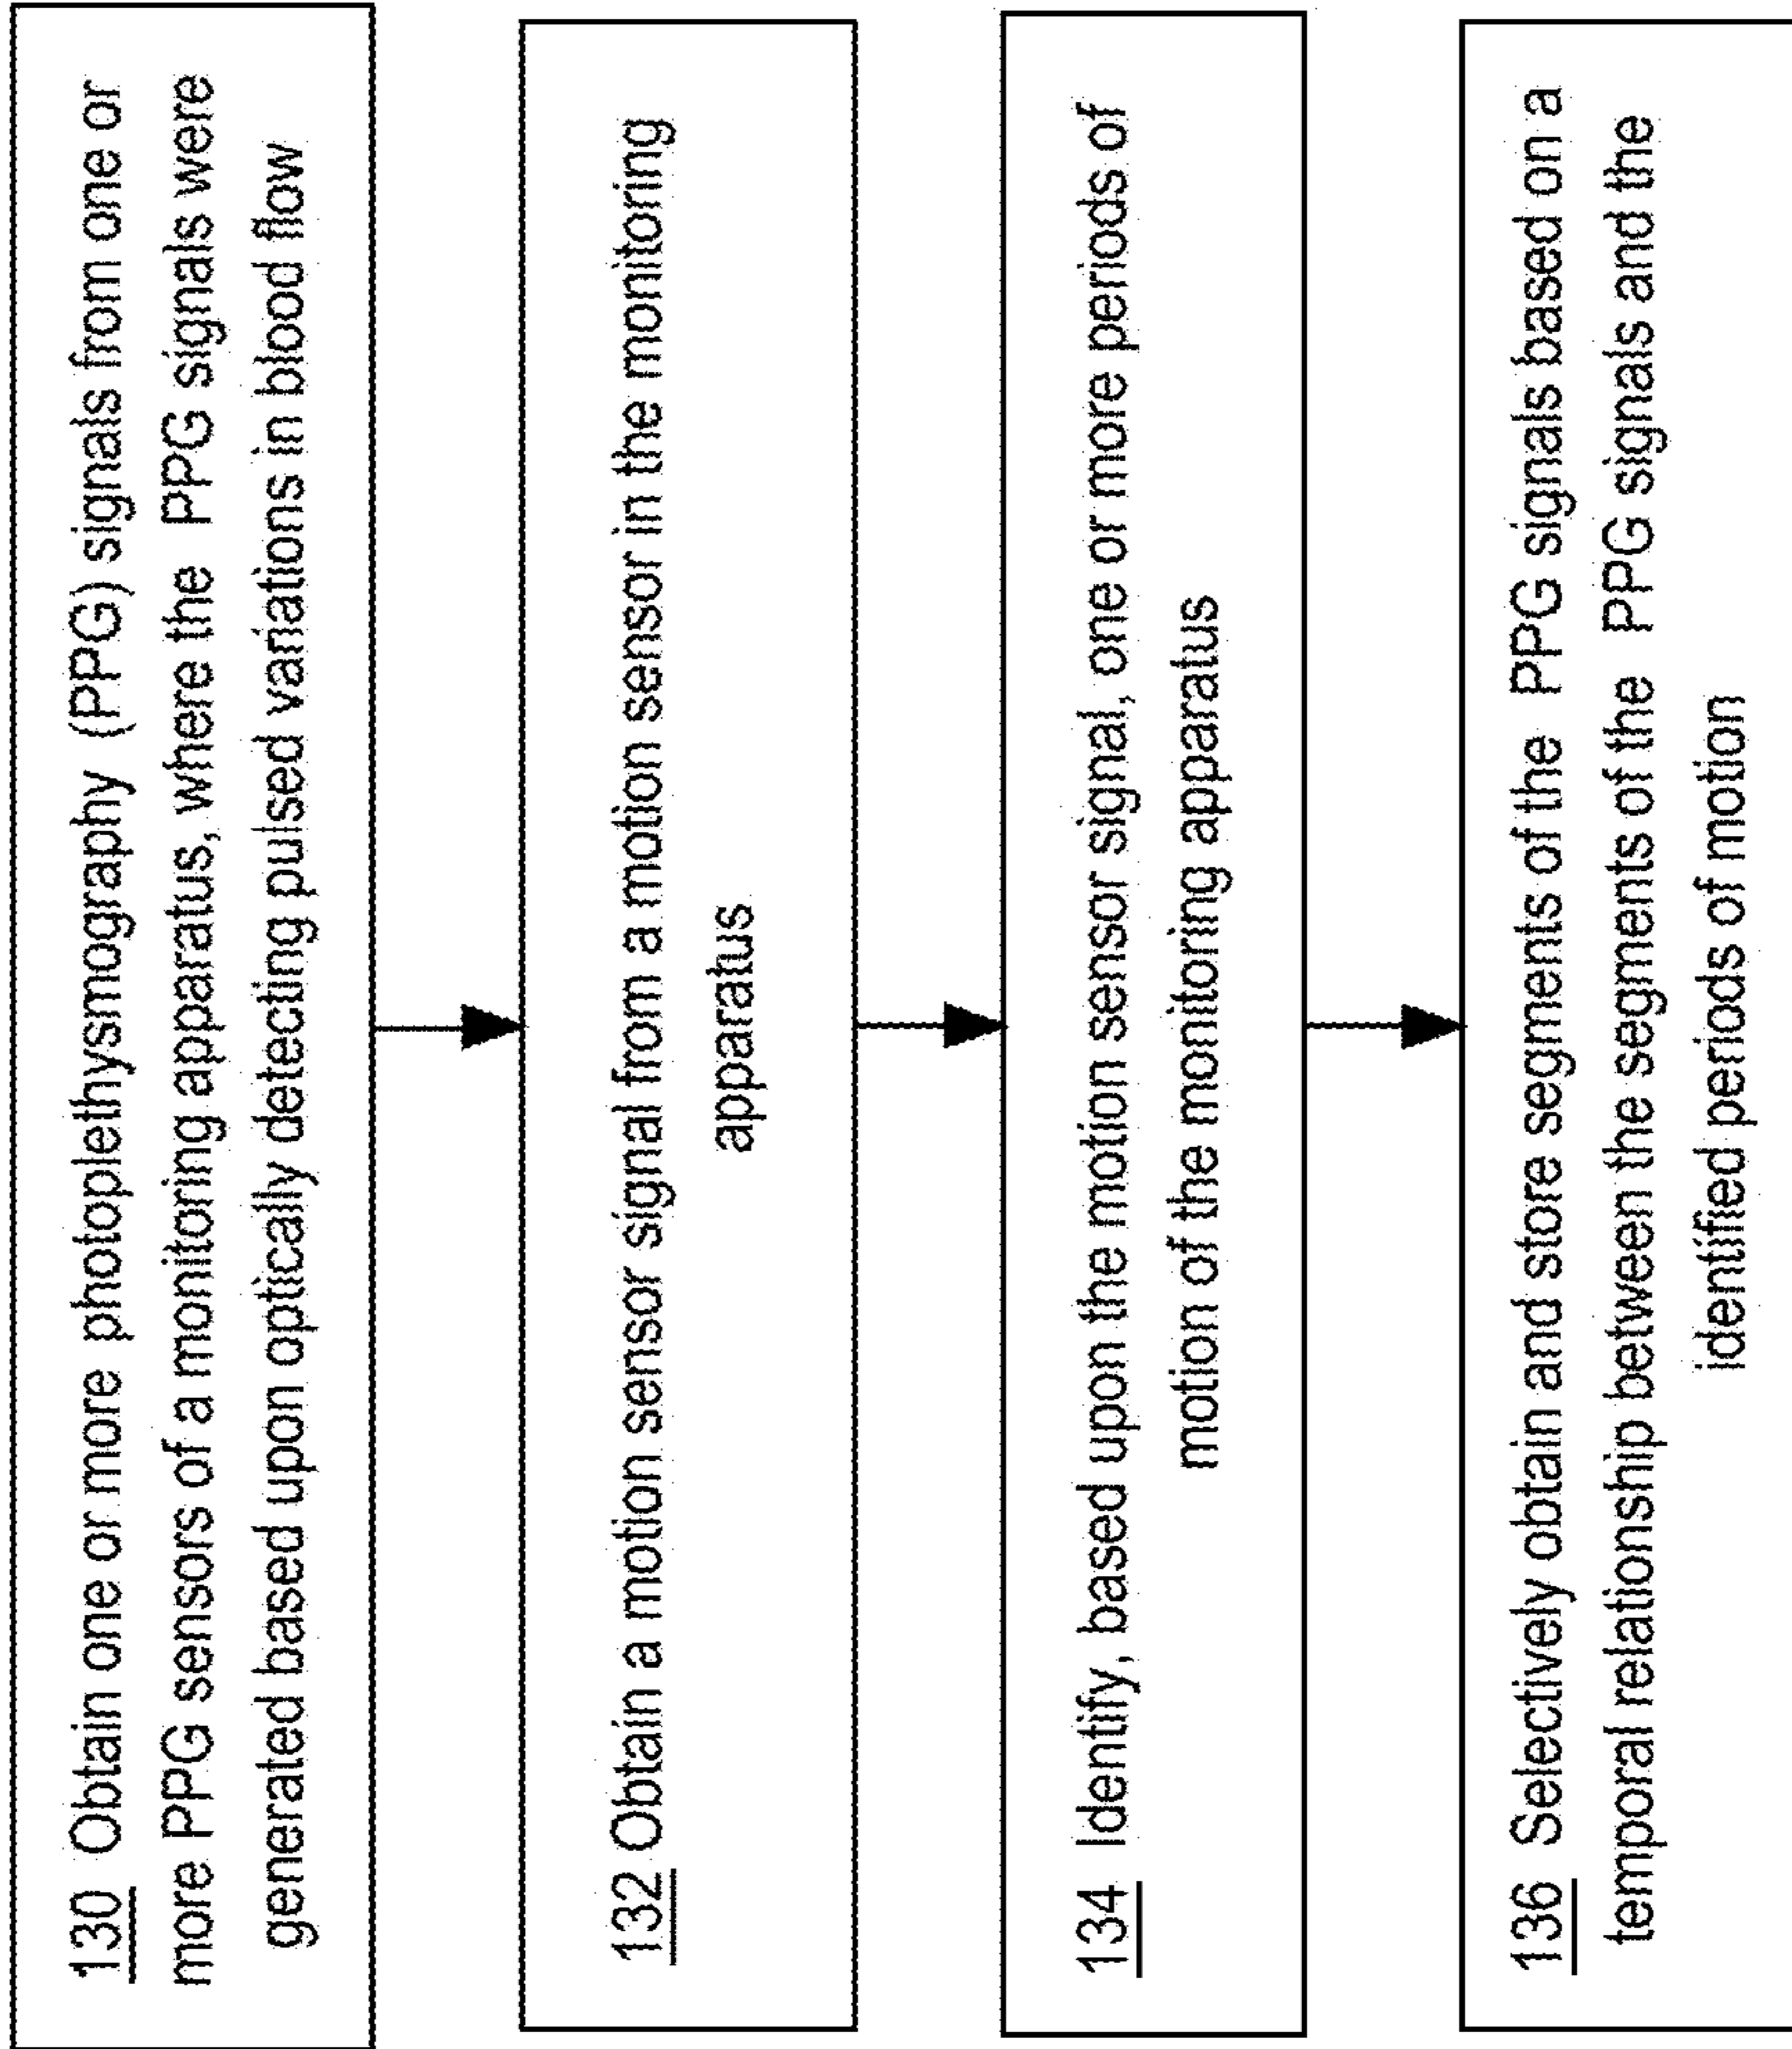 130 Obtain one or more photoplethysmography (PPG) signals from one or
more PPG sensors of a monitoring apparatus, where the PPG signals were
generated based upon optically detecting pulsed variations in blood flow
132 Obtain a motion sensor signal from a motion sensor in the monitoring
apparatus
134 Identify, based upon the motion sensor signal, one or more periods of
motion of the monitoring apparatus
136 Selectively obtain and store segments of the PPG signals based on a
temporal relationship between the segments of the PPG signals and the
identified periods of motion